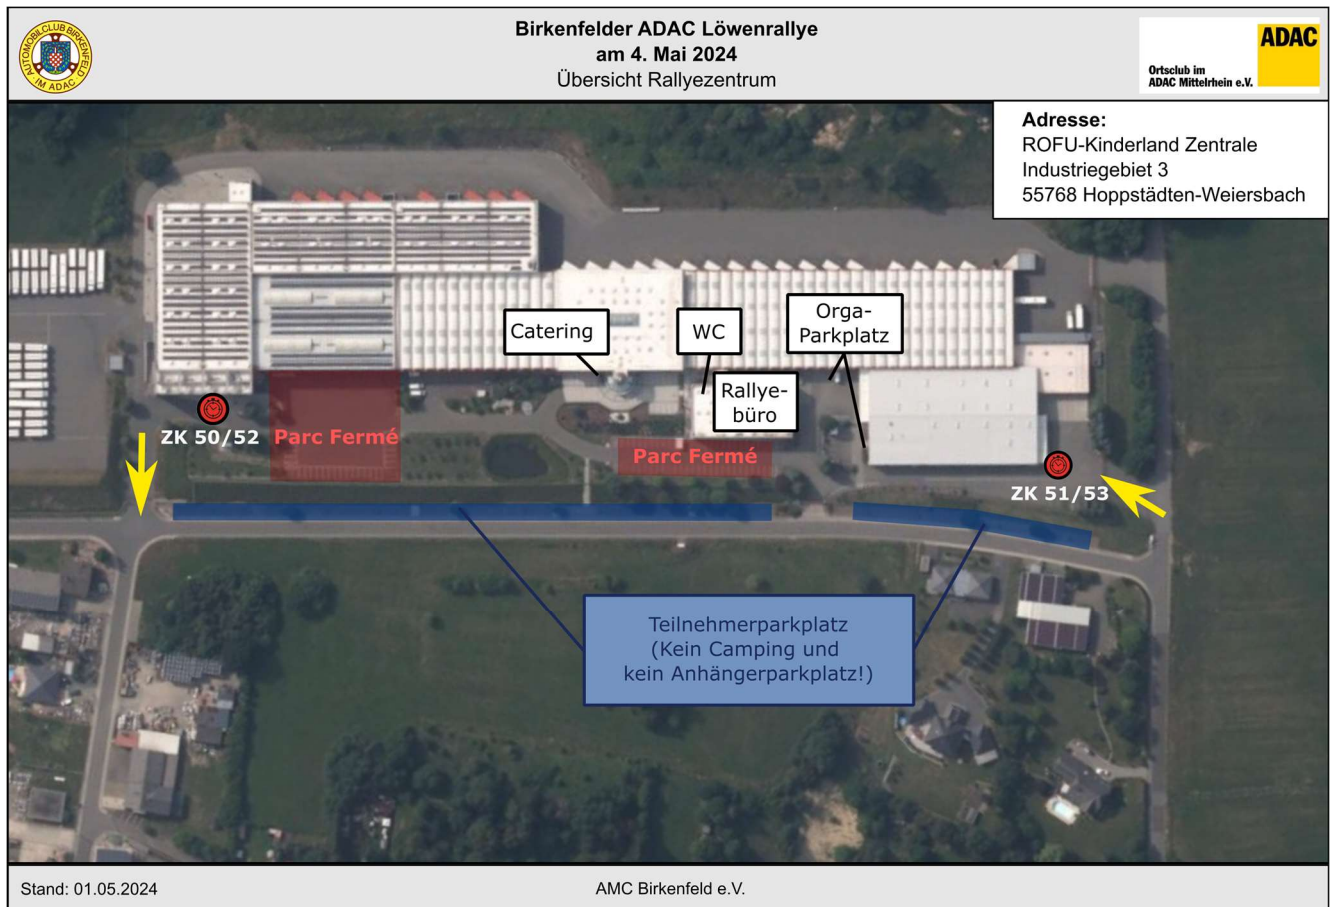 AUTOMOBILCLUB BIRKENFELD
· IM ADAC ·
Birkenfelder ADAC Löwenrallye
am 4. Mai 2024
Übersicht Rallyezentrum
ADAC
Ortsclub im
ADAC Mittelrhein e.V.
Adresse:
ROFU-Kinderland Zentrale
Industriegebiet 3
55768 Hoppstädten-Weiersbach
Catering
WC
Orga-
Parkplatz
Rallye-
büro
ZK 50/52
Parc Fermé
Parc Fermé
ZK 51/53
Teilnehmerparkplatz
(Kein Camping und
kein Anhängerparkplatz!)
Stand: 01.05.2024
AMC Birkenfeld e.V.